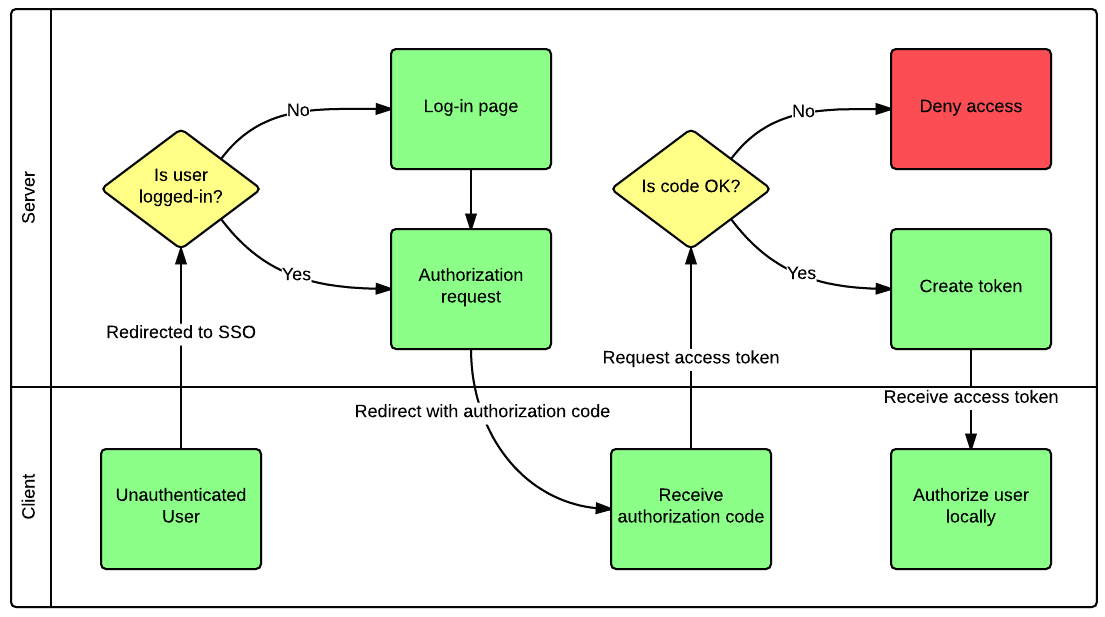 Server
Is user
logged-in?
No
Yes
Log-in page
Authorization
request
Is code OK?
No
Yes
Deny access
Create token
Redirected to SSO
Request access token
Client
Redirect with authorization code
Receive access token
Unauthenticated
User
Receive
authorization code
Authorize user
locally